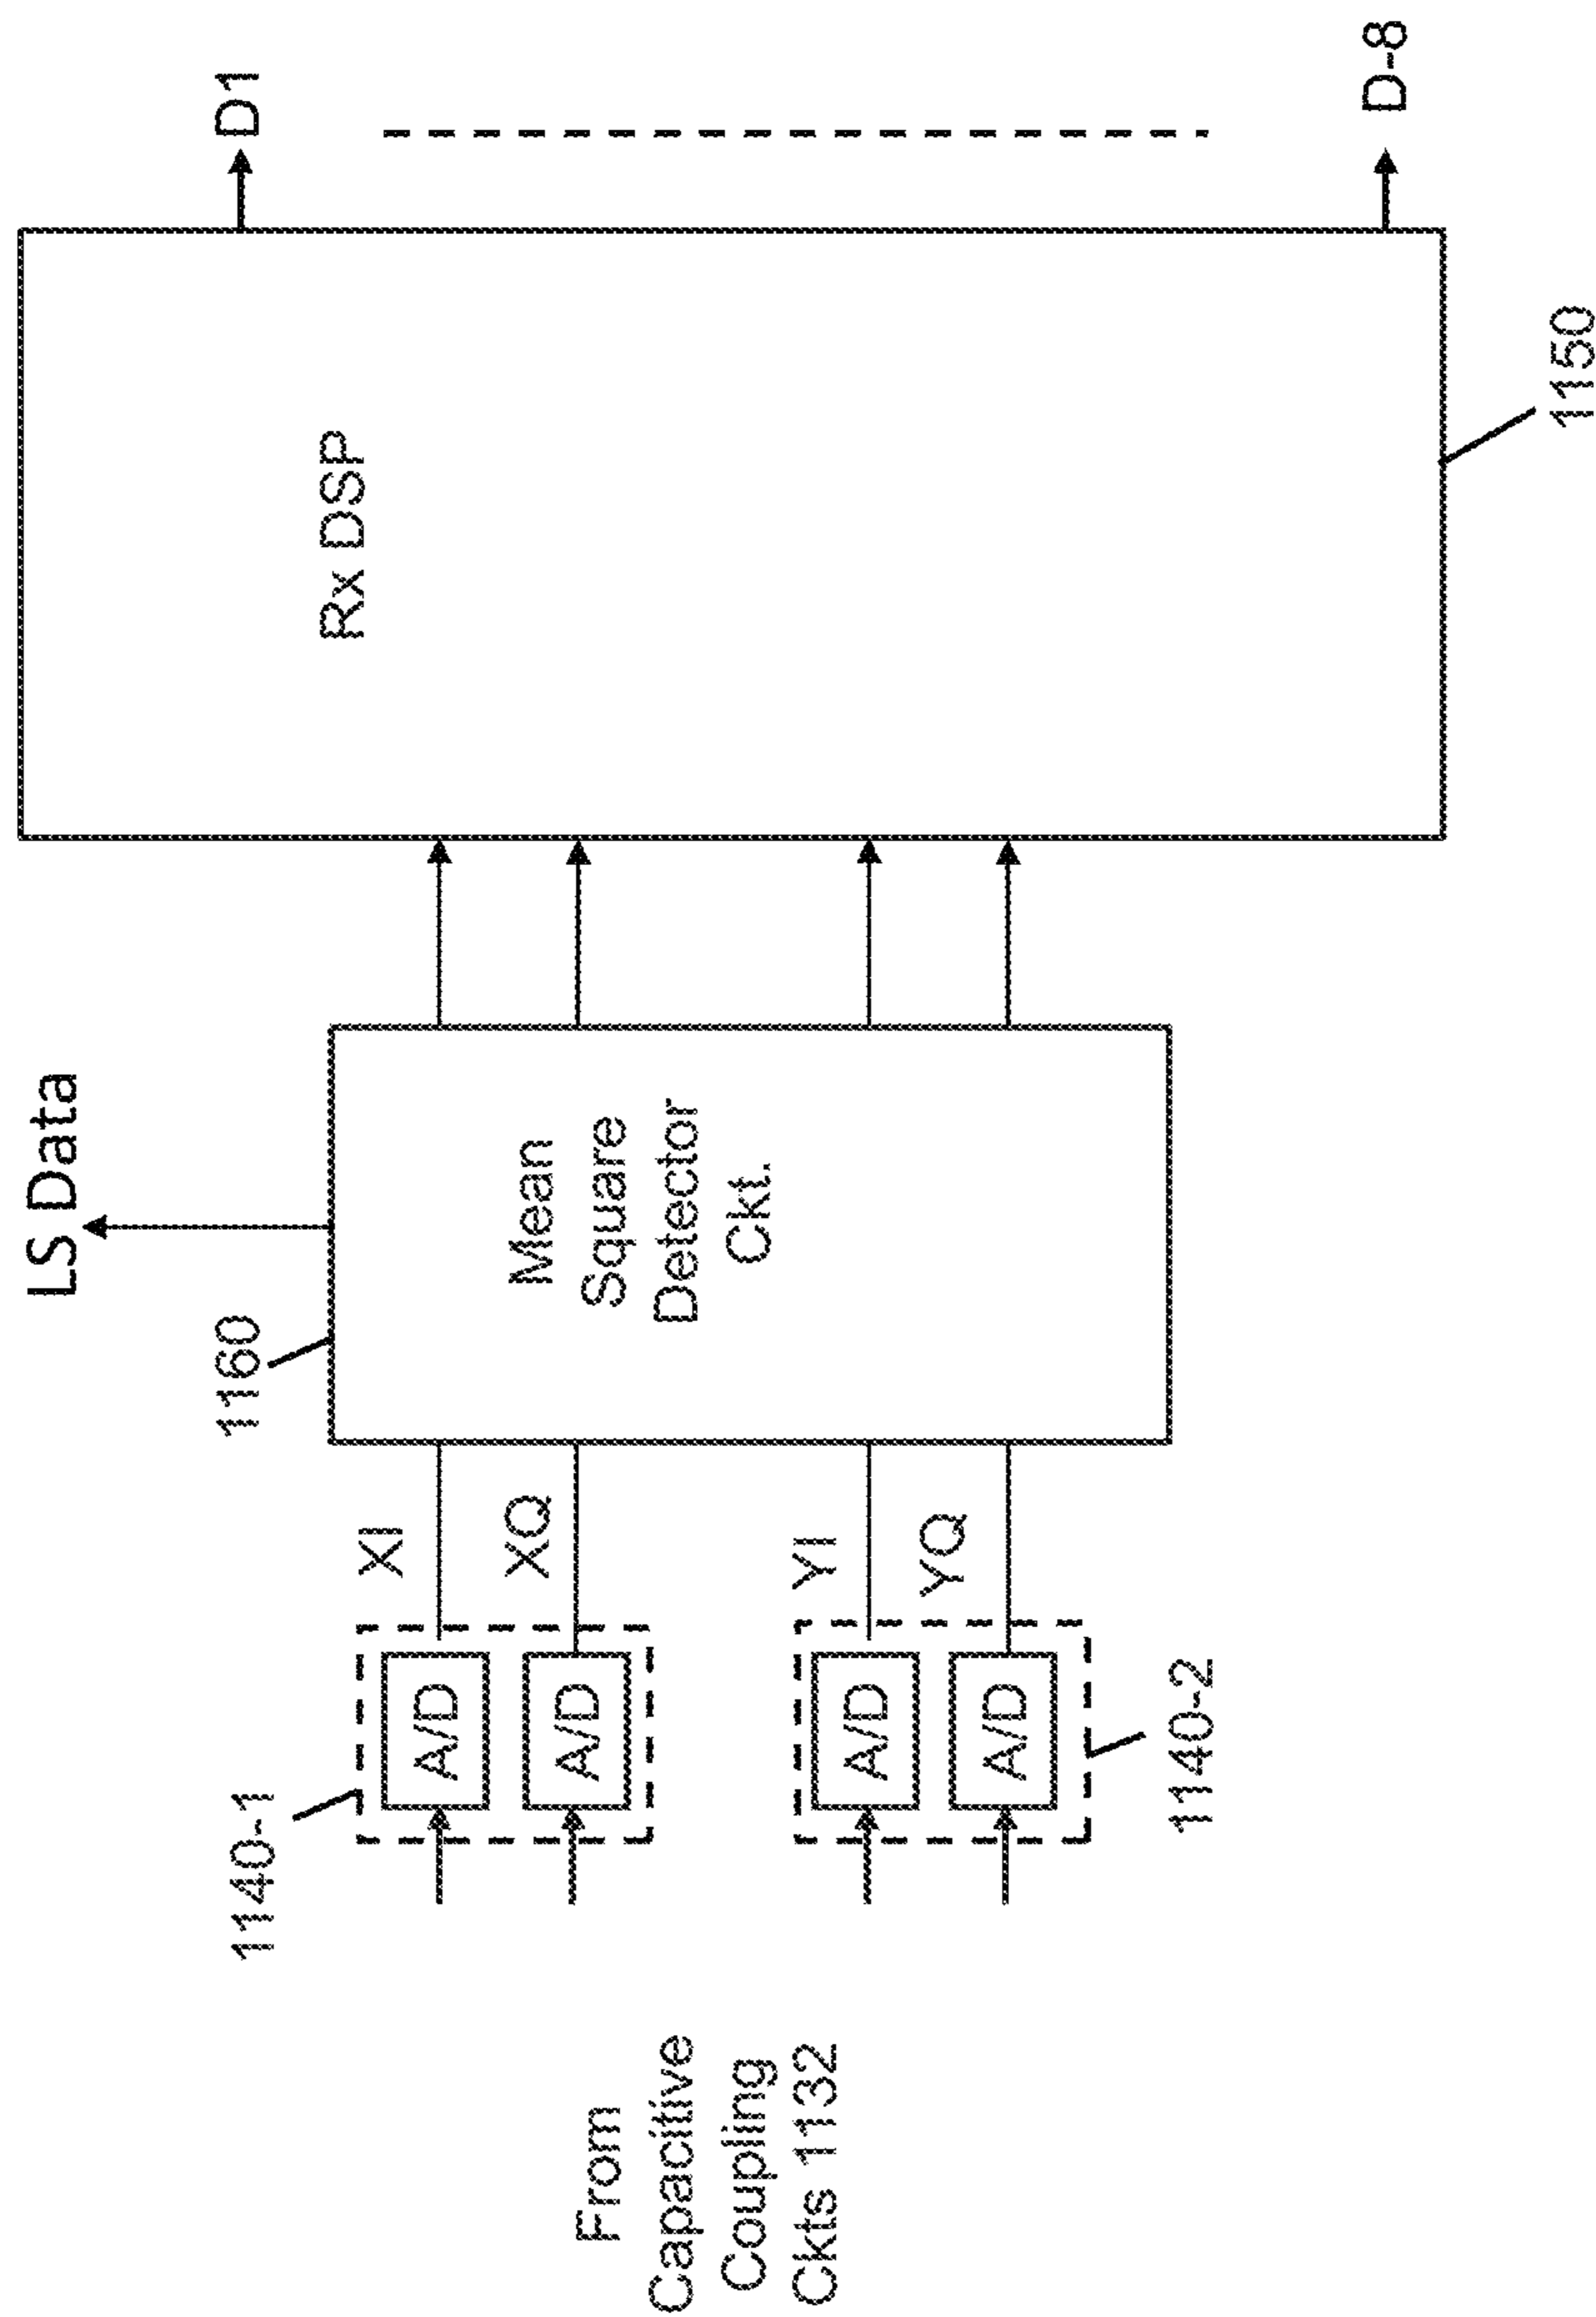 LS Data
1160
1140-1
From
Capacitive
Coupling
Ckts 1132
A/D
A/D
A/D
A/D
XI
XQ
YI
YQ
1140-2
Mean
Square
Detector
Ckt.
Rx DSP
D1
D-8
1150